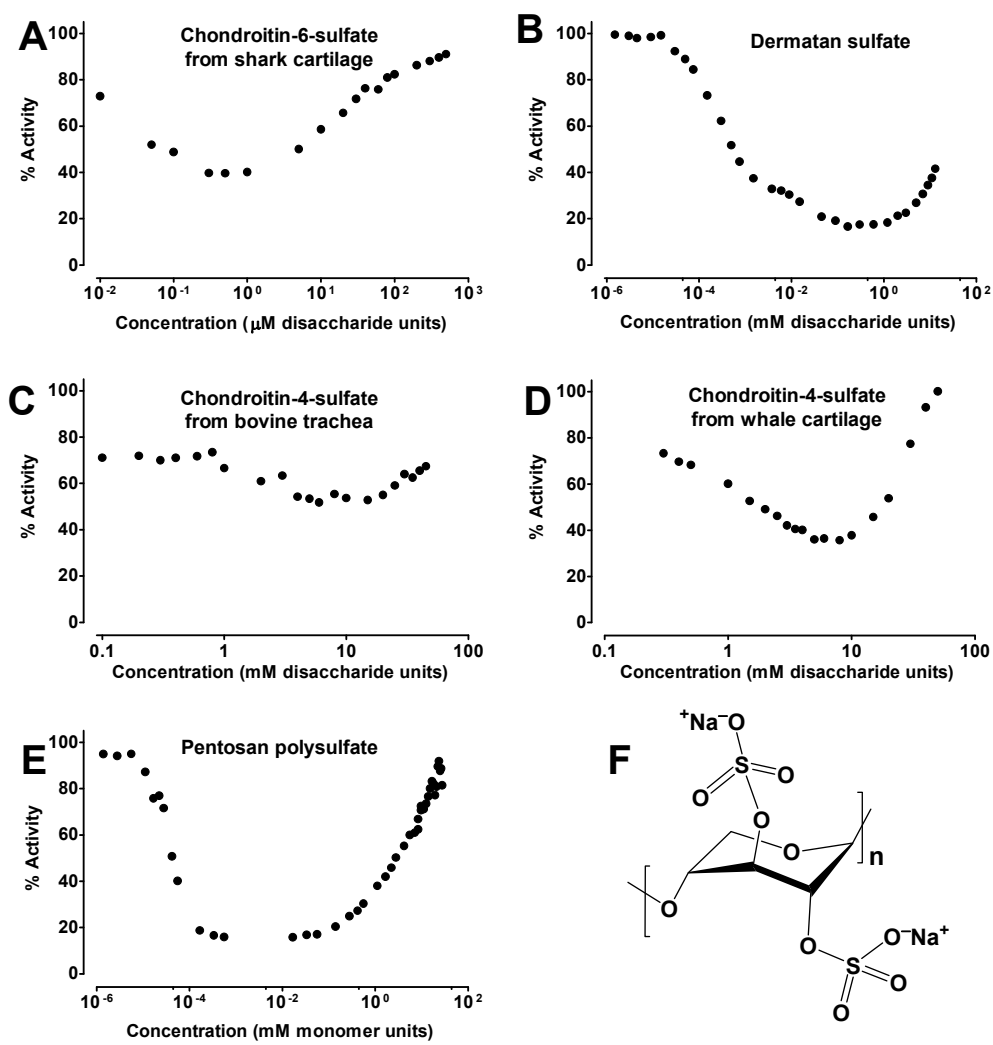 A
Chondroitin-6-sulfate
from shark cartilage
% Activity
100
80
60
40
20
0
10⁻² 10⁻¹ 10⁰ 10¹ 10² 10³
Concentration (μM disaccharide units)
B
Dermatan sulfate
% Activity
100
80
60
40
20
0
10⁻⁶ 10⁻⁴ 10⁻² 10⁰ 10²
Concentration (mM disaccharide units)
C
Chondroitin-4-sulfate
from bovine trachea
% Activity
100
80
60
40
20
0
0.1 1 10 100
Concentration (mM disaccharide units)
D
Chondroitin-4-sulfate
from whale cartilage
% Activity
100
80
60
40
20
0
0.1 1 10 100
Concentration (mM disaccharide units)
E
Pentosan polysulfate
% Activity
100
80
60
40
20
0
10⁻⁶ 10⁻⁴ 10⁻² 10⁰ 10²
Concentration (mM monomer units)
F
⁺Na⁻O
S
O
O
O
O
n
O
O
O⁻Na⁺
S
O
O